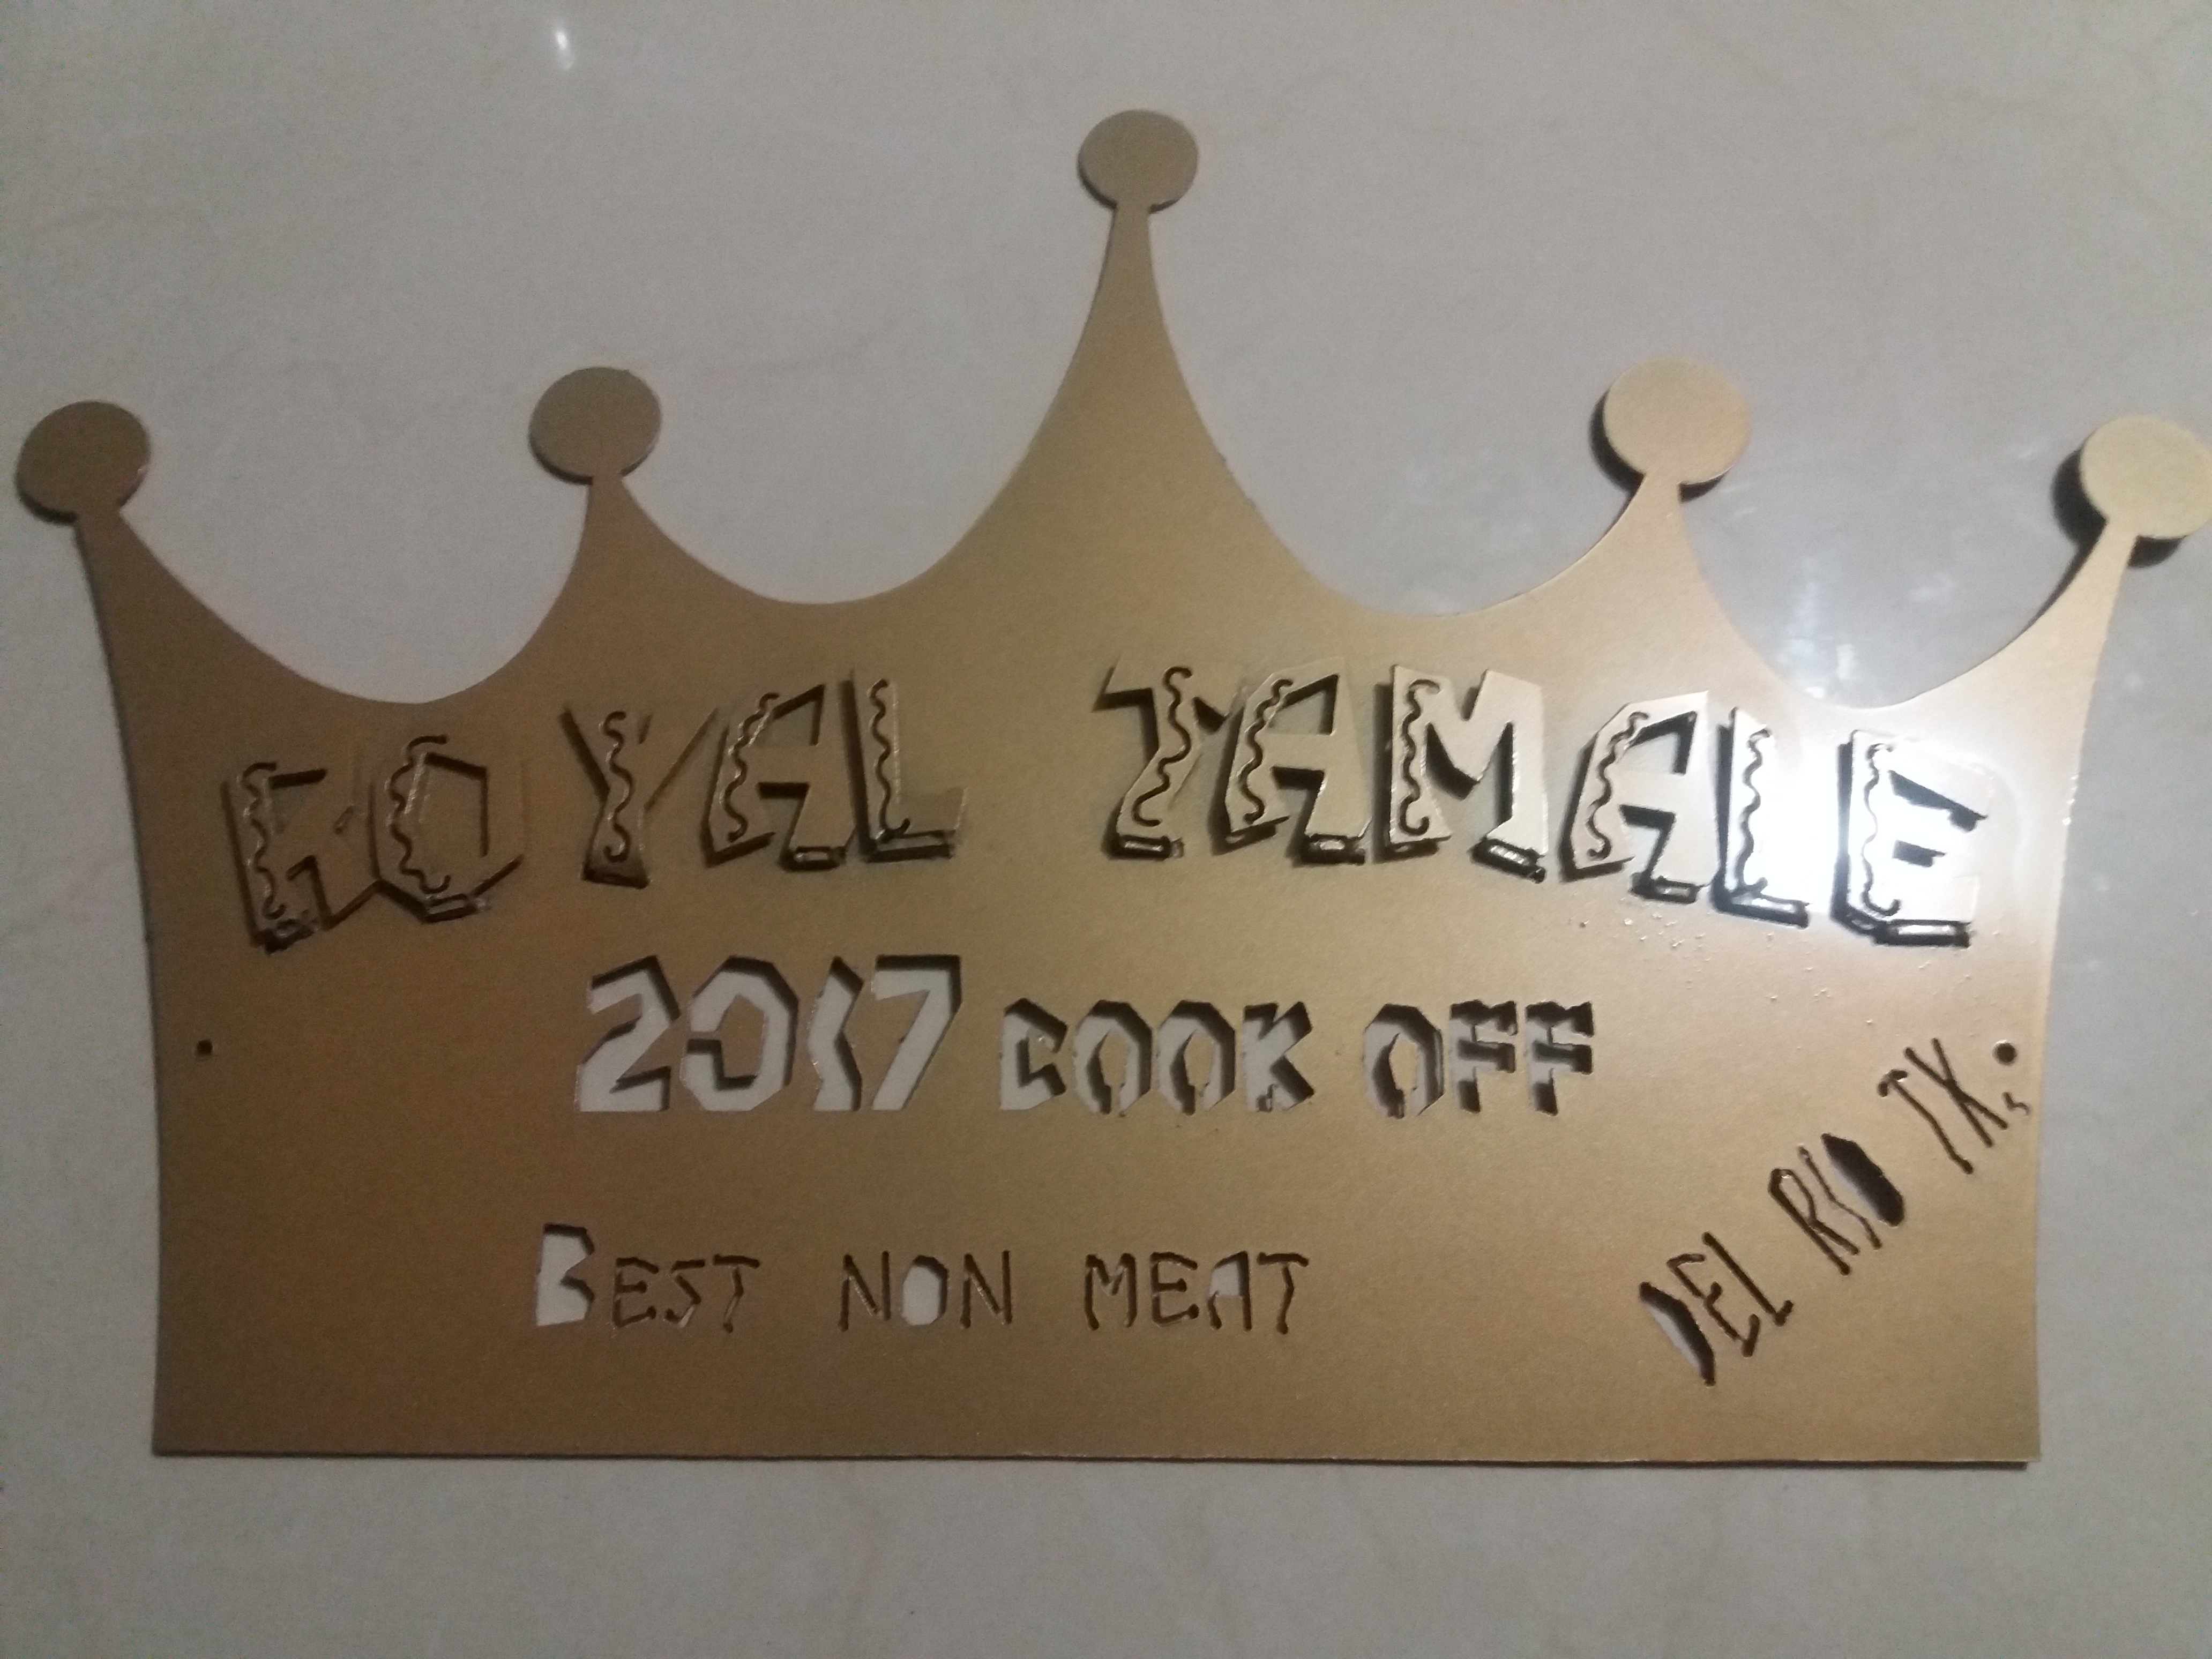 ROYAL TAMALE
2017 COOK OFF
BEST NON MEAT
DEL RIO TX.